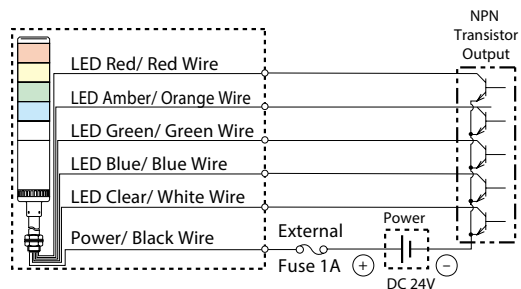 NPN
Transistor
Output
LED Red/ Red Wire
LED Amber/ Orange Wire
LED Green/ Green Wire
LED Blue/ Blue Wire
LED Clear/ White Wire
Power/ Black Wire
External
Fuse 1A
Power
+
−
DC 24V